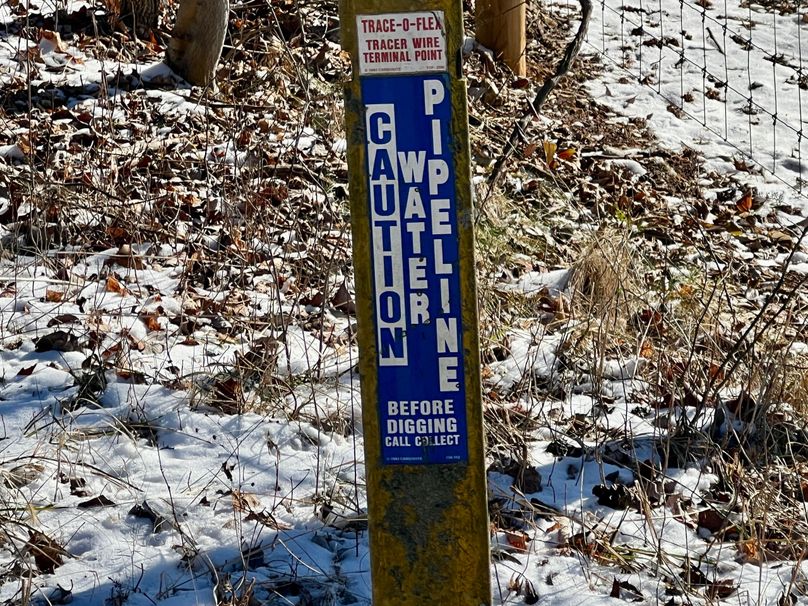 TRACE-O-FLEX
TRACER WIRE
TERMINAL POINT
CAUTION
WATER
PIPELINE
BEFORE
DIGGING
CALL COLLECT